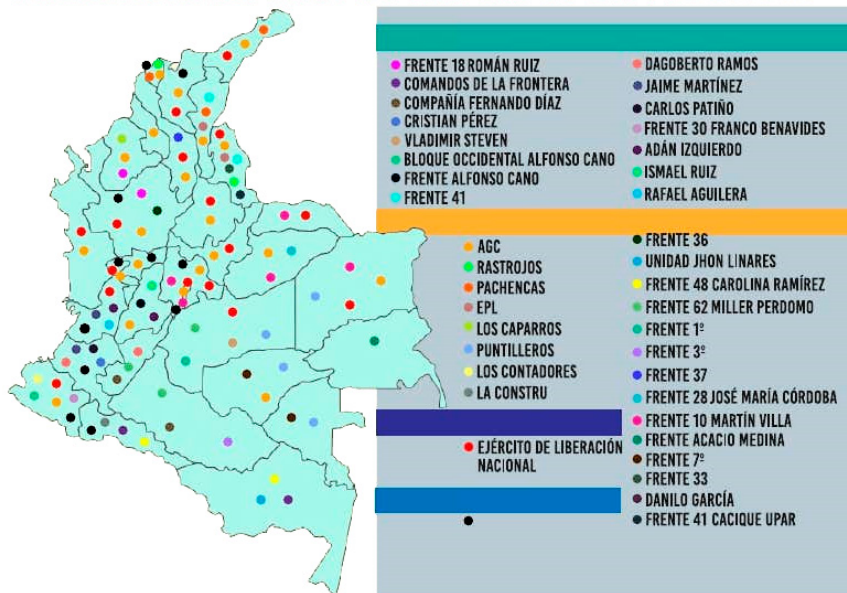 FRENTE 18 ROMÁN RUIZ
COMANDOS DE LA FRONTERA
COMPAÑÍA FERNANDO DÍAZ
CRISTIAN PÉREZ
VLADIMIR STEVEN
BLOQUE OCCIDENTAL ALFONSO CANO
FRENTE ALFONSO CANO
FRENTE 41
DAGOBERTO RAMOS
JAIME MARTÍNEZ
CARLOS PATIÑO
FRENTE 30 FRANCO BENAVIDES
ADÁN IZQUIERDO
ISMAEL RUIZ
RAFAEL AGUILERA
AGC
RASTROJOS
PACHENCAS
EPL
LOS CAPARROS
PUNTILLEROS
LOS CONTADORES
LA CONSTRU
EJÉRCITO DE LIBERACIÓN
NACIONAL
FRENTE 36
UNIDAD JHON LINARES
FRENTE 48 CAROLINA RAMÍREZ
FRENTE 62 MILLER PERDOMO
FRENTE 1º
FRENTE 3º
FRENTE 37
FRENTE 28 JOSÉ MARÍA CÓRDOBA
FRENTE 10 MARTÍN VILLA
FRENTE ACACIO MEDINA
FRENTE 7º
FRENTE 33
DANILO GARCÍA
FRENTE 41 CACIQUE UPAR